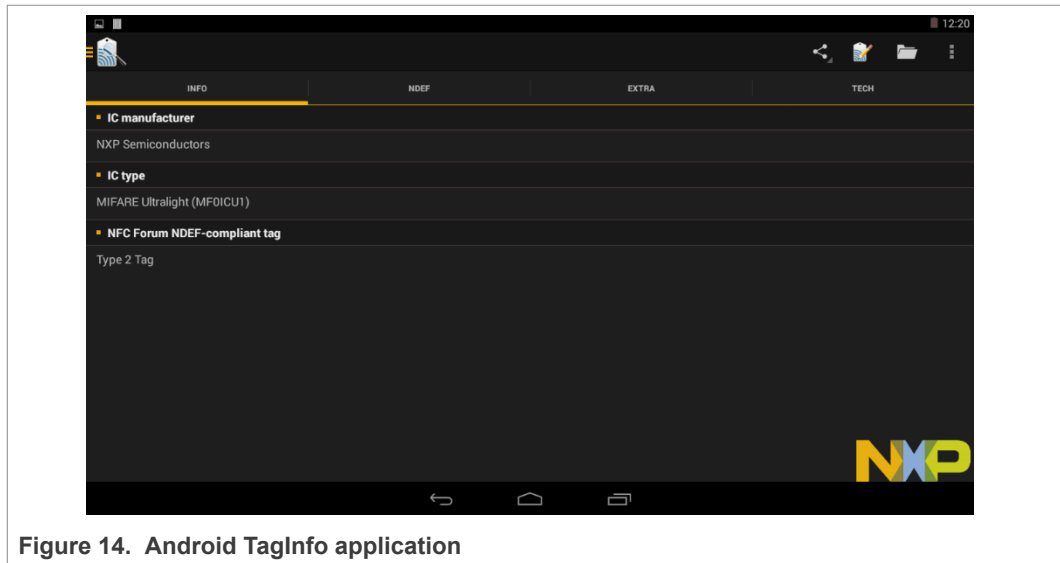 12:20
INFO NDEF EXTRA TECH
IC manufacturer
NXP Semiconductors
IC type
MIFARE Ultralight (MF0ICU1)
NFC Forum NDEF-compliant tag
Type 2 Tag
NXP
Figure 14. Android TagInfo application